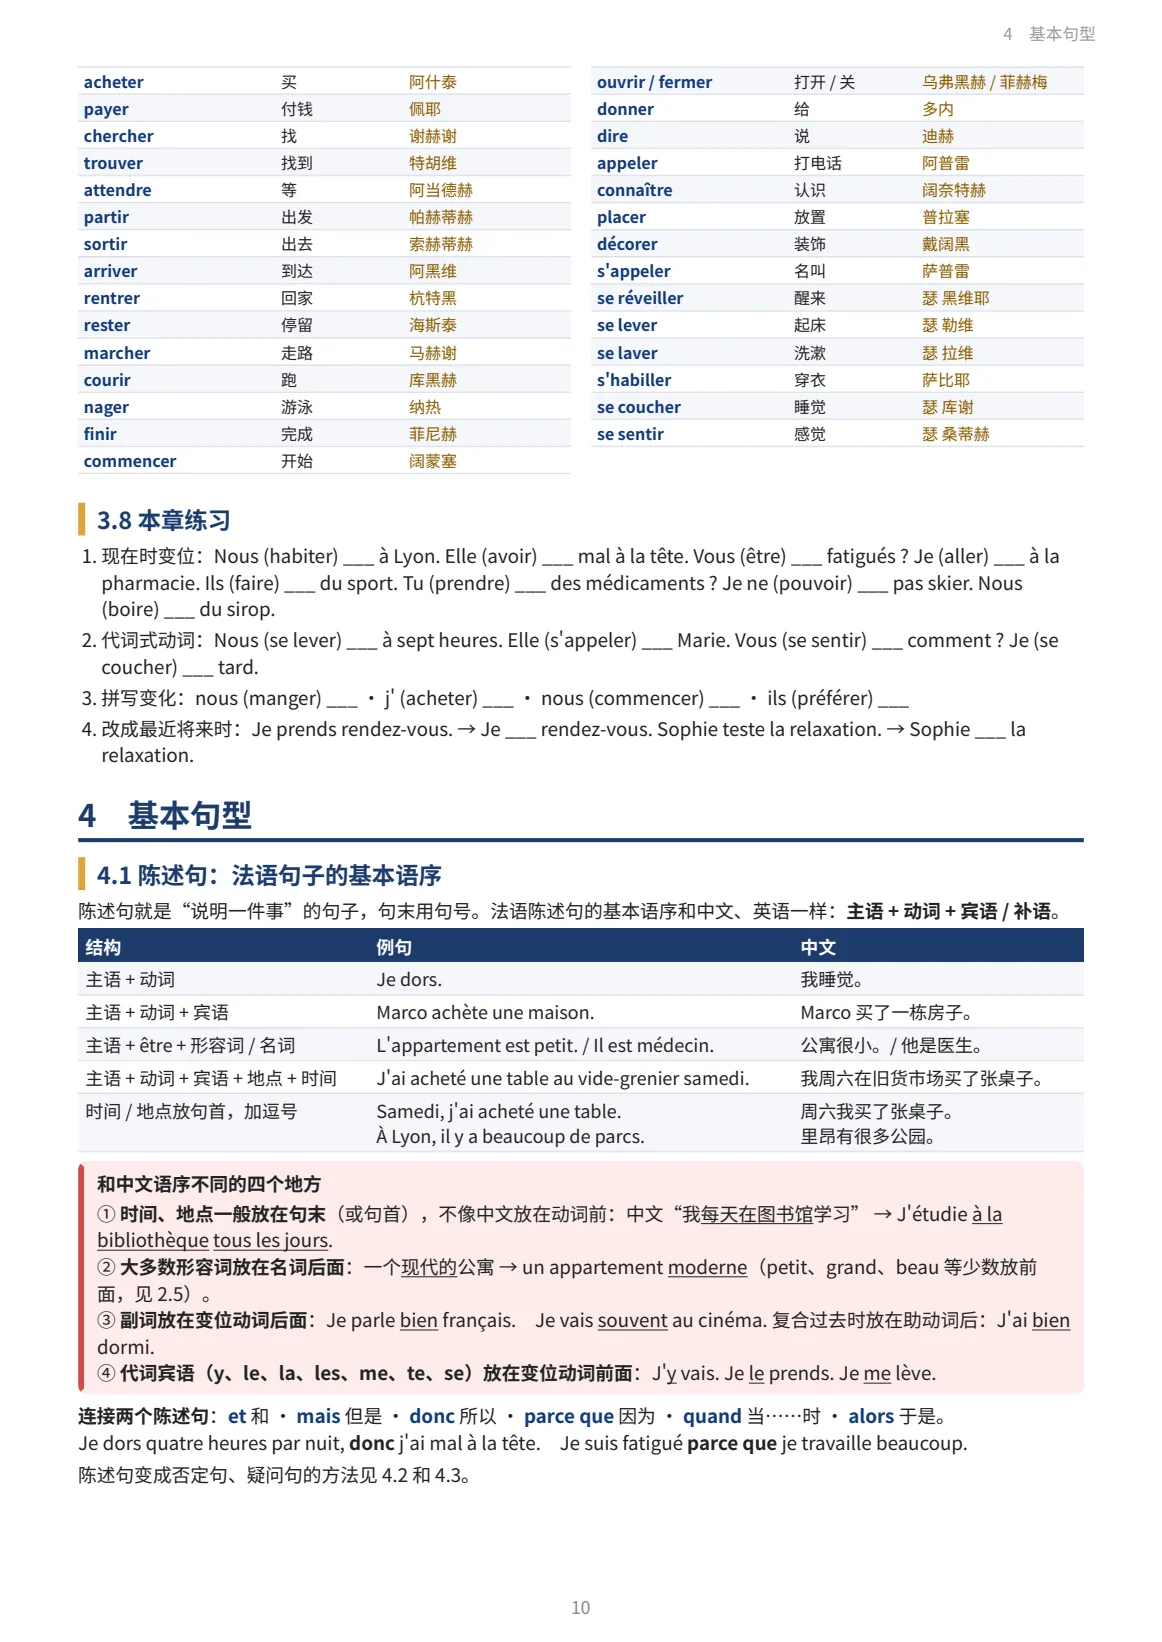 4 基本句型
acheter 买 阿什泰
payer 付钱 佩耶
chercher 找 谢赫谢
trouver 找到 特胡维
attendre 等 阿当德赫
partir 出发 帕赫蒂赫
sortir 出去 索赫蒂赫
arriver 到达 阿黑维
rentrer 回家 杭特黑
rester 停留 海斯泰
marcher 走路 马赫谢
courir 跑 库黑赫
nager 游泳 纳热
finir 完成 菲尼赫
commencer 开始 阔蒙塞
ouvrir / fermer 打开 / 关 乌弗黑赫 / 菲赫梅
donner 给 多内
dire 说 迪赫
appeler 打电话 阿普雷
connaître 认识 阔奈特赫
placer 放置 普拉塞
décorer 装饰 戴阔黑
s'appeler 名叫 萨普雷
se réveiller 醒来 瑟 黑维耶
se lever 起床 瑟 勒维
se laver 洗漱 瑟 拉维
s'habiller 穿衣 萨比耶
se coucher 睡觉 瑟 库谢
se sentir 感觉 瑟 桑蒂赫
3.8 本章练习
1. 现在时变位：Nous (habiter) ___ à Lyon. Elle (avoir) ___ mal à la tête. Vous (être) ___ fatigués ? Je (aller) ___ à la
pharmacie. Ils (faire) ___ du sport. Tu (prendre) ___ des médicaments ? Je ne (pouvoir) ___ pas skier. Nous
(boire) ___ du sirop.
2. 代词式动词：Nous (se lever) ___ à sept heures. Elle (s'appeler) ___ Marie. Vous (se sentir) ___ comment ? Je (se
coucher) ___ tard.
3. 拼写变化：nous (manger) ___ · j' (acheter) ___ · nous (commencer) ___ · ils (préférer) ___
4. 改成最近将来时：Je prends rendez-vous. → Je ___ rendez-vous. Sophie teste la relaxation. → Sophie ___ la
relaxation.
4 基本句型
4.1 陈述句：法语句子的基本语序
陈述句就是“说明一件事”的句子，句末用句号。法语陈述句的基本语序和中文、英语一样：主语 + 动词 + 宾语 / 补语。
结构 例句 中文
主语 + 动词 Je dors. 我睡觉。
主语 + 动词 + 宾语 Marco achète une maison. Marco 买了一栋房子。
主语 + être + 形容词 / 名词 L'appartement est petit. / Il est médecin. 公寓很小。/ 他是医生。
主语 + 动词 + 宾语 + 地点 + 时间 J'ai acheté une table au vide-grenier samedi. 我周六在旧货市场买了张桌子。
时间 / 地点放句首，加逗号 Samedi, j'ai acheté une table. 周六我买了张桌子。
À Lyon, il y a beaucoup de parcs. 里昂有很多公园。
和中文语序不同的四个地方
① 时间、地点一般放在句末（或句首），不像中文放在动词前：中文“我每天在图书馆学习” → J'étudie à la
bibliothèque tous les jours.
② 大多数形容词放在名词后面：一个现代的公寓 → un appartement moderne（petit、grand、beau 等少数放前
面，见 2.5）。
③ 副词放在变位动词后面：Je parle bien français. Je vais souvent au cinéma. 复合过去时放在助动词后：J'ai bien
dormi.
④ 代词宾语（y、le、la、les、me、te、se）放在变位动词前面：J'y vais. Je le prends. Je me lève.
连接两个陈述句：et 和 · mais 但是 · donc 所以 · parce que 因为 · quand 当……时 · alors 于是。
Je dors quatre heures par nuit, donc j'ai mal à la tête. Je suis fatigué parce que je travaille beaucoup.
陈述句变成否定句、疑问句的方法见 4.2 和 4.3。
10